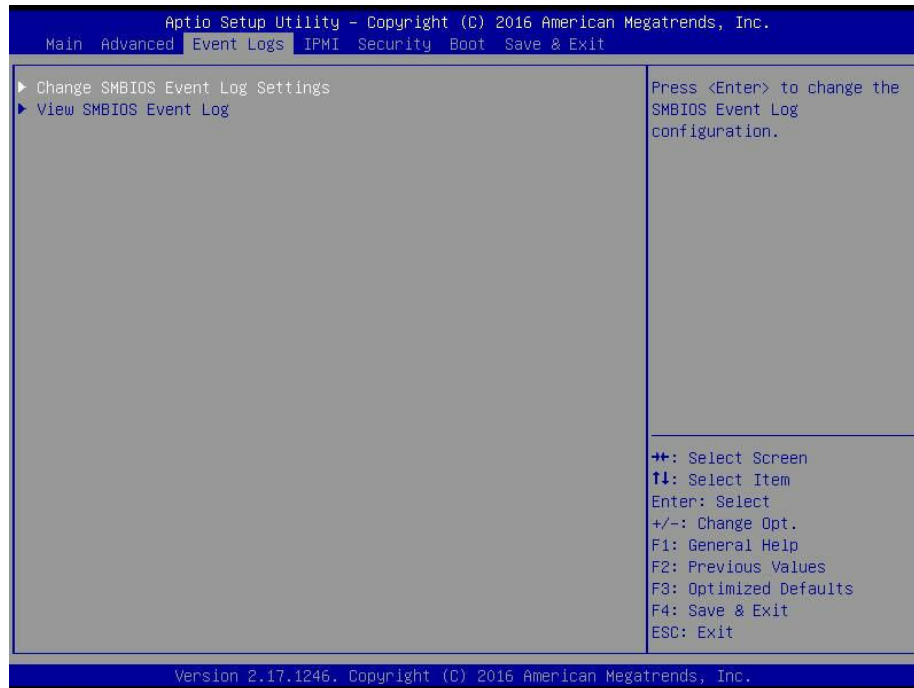 Aptio Setup Utility – Copyright (C) 2016 American Megatrends, Inc.
Main Advanced Event Logs IPMI Security Boot Save & Exit
▶ Change SMBIOS Event Log Settings
▶ View SMBIOS Event Log
Press <Enter> to change the
SMBIOS Event Log
configuration.
→←: Select Screen
↑↓: Select Item
Enter: Select
+/-: Change Opt.
F1: General Help
F2: Previous Values
F3: Optimized Defaults
F4: Save & Exit
ESC: Exit
Version 2.17.1246. Copyright (C) 2016 American Megatrends, Inc.